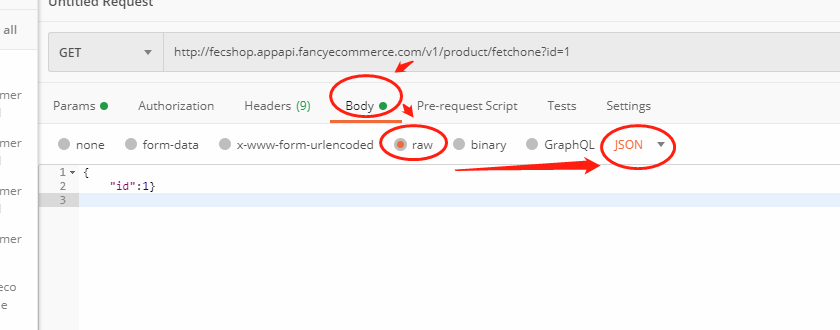 Untitled Request
all
GET
http://fecshop.appapi.fancyecommerce.com/v1/product/fetchone?id=1
Params Authorization Headers (9) Body Pre-request Script Tests Settings
none form-data x-www-form-urlencoded raw binary GraphQL JSON
mer
mer
mer
mer
eco
e
1 {
2 "id":1}
3